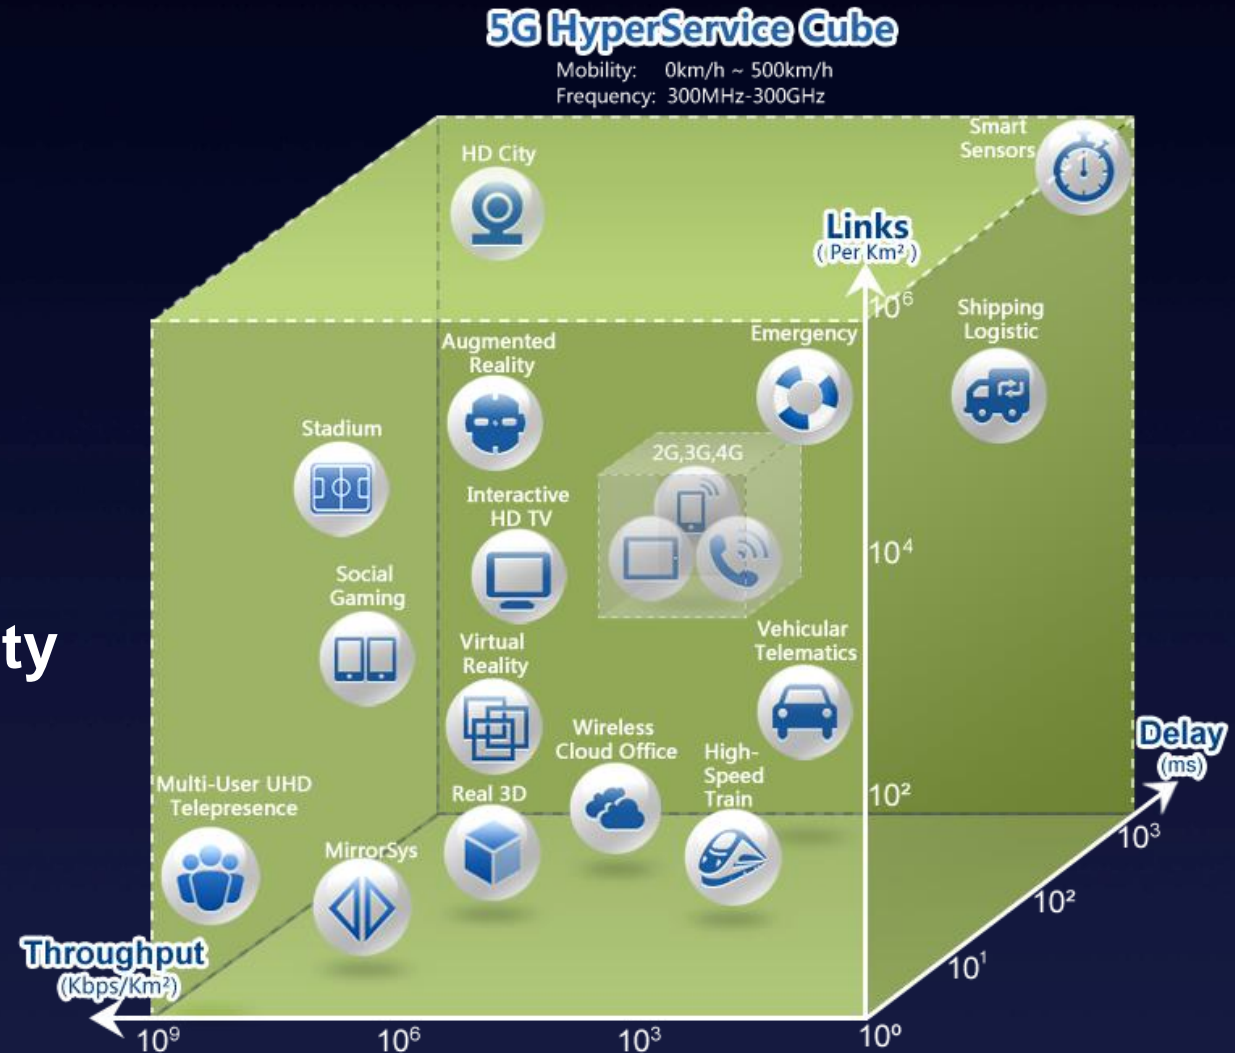 5G HyperService Cube
Mobility: 0km/h ~ 500km/h
Frequency: 300MHz-300GHz
Smart
Sensors
HD City
Links
( Per Km² )
10⁶
Shipping
Logistic
Emergency
Augmented
Reality
Stadium
2G,3G,4G
Interactive
HD TV
10⁴
Social
Gaming
ty
Virtual
Reality
Vehicular
Telematics
Wireless
Cloud Office
High-
Speed
Train
Delay
(ms)
Multi-User UHD
Telepresence
Real 3D
10²
10³
MirrorSys
10²
Throughput
(Kbps/Km²)
10¹
10⁹
10⁶
10³
10⁰